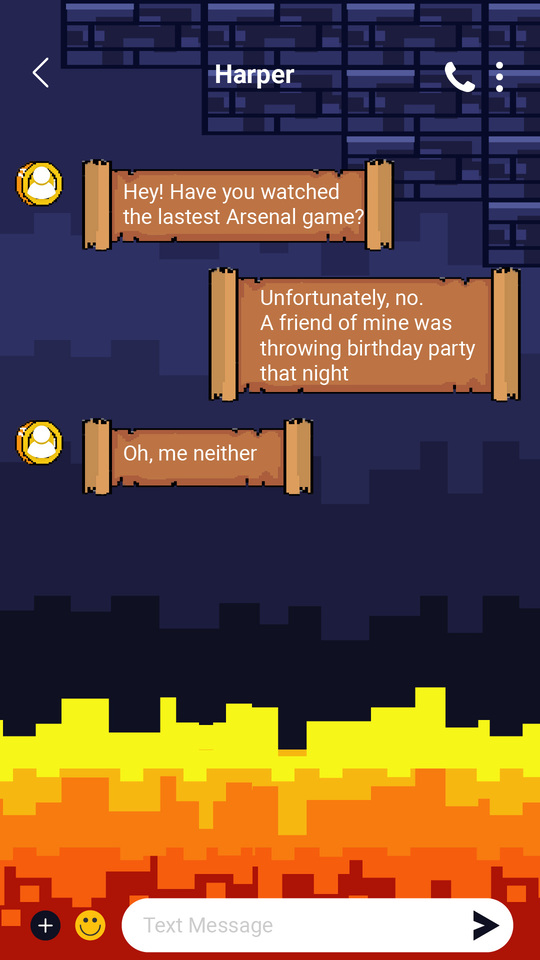 Harper
Hey! Have you watched
the lastest Arsenal game?
Unfortunately, no.
A friend of mine was
throwing birthday party
that night
Oh, me neither
Text Message